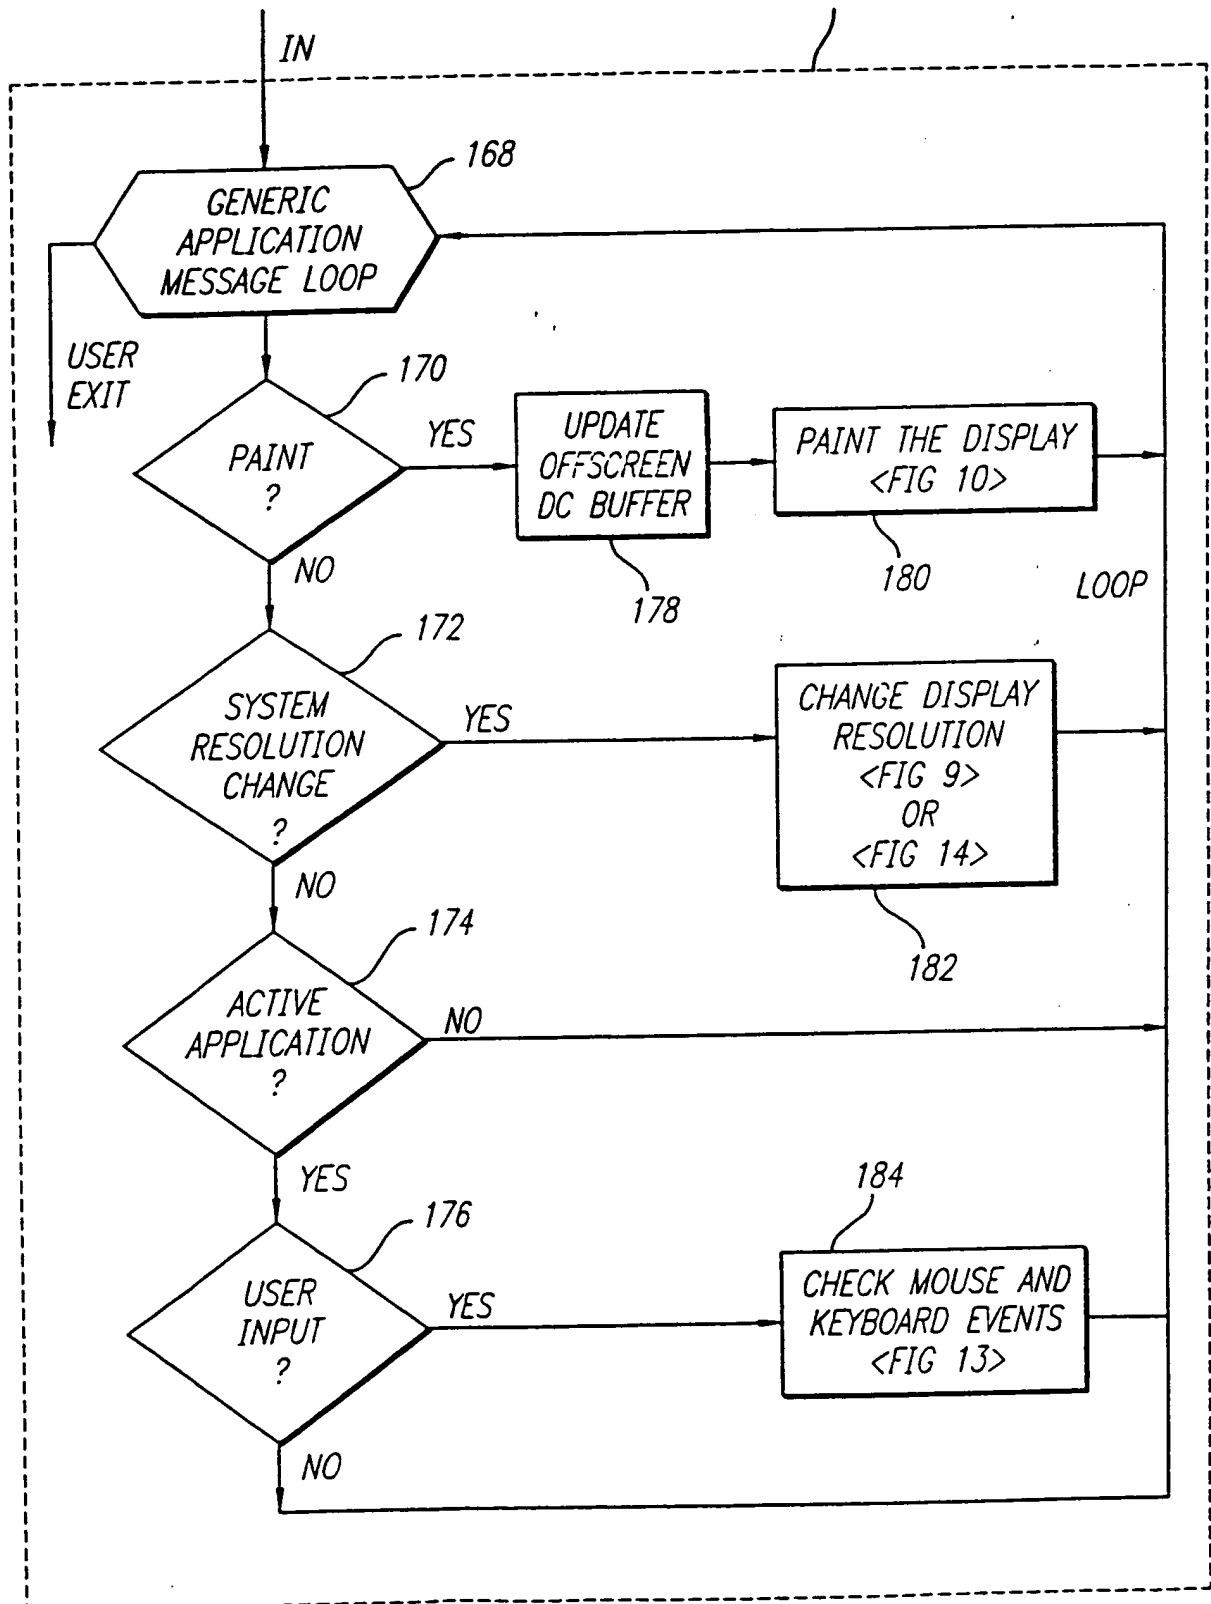 IN
168
GENERIC
APPLICATION
MESSAGE LOOP
USER
EXIT
170
PAINT
?
YES
UPDATE
OFFSCREEN
DC BUFFER
178
PAINT THE DISPLAY
<FIG 10>
180
LOOP
NO
172
SYSTEM
RESOLUTION
CHANGE
?
YES
CHANGE DISPLAY
RESOLUTION
<FIG 9>
OR
<FIG 14>
182
NO
174
ACTIVE
APPLICATION
?
NO
YES
176
USER
INPUT
?
YES
184
CHECK MOUSE AND
KEYBOARD EVENTS
<FIG 13>
NO